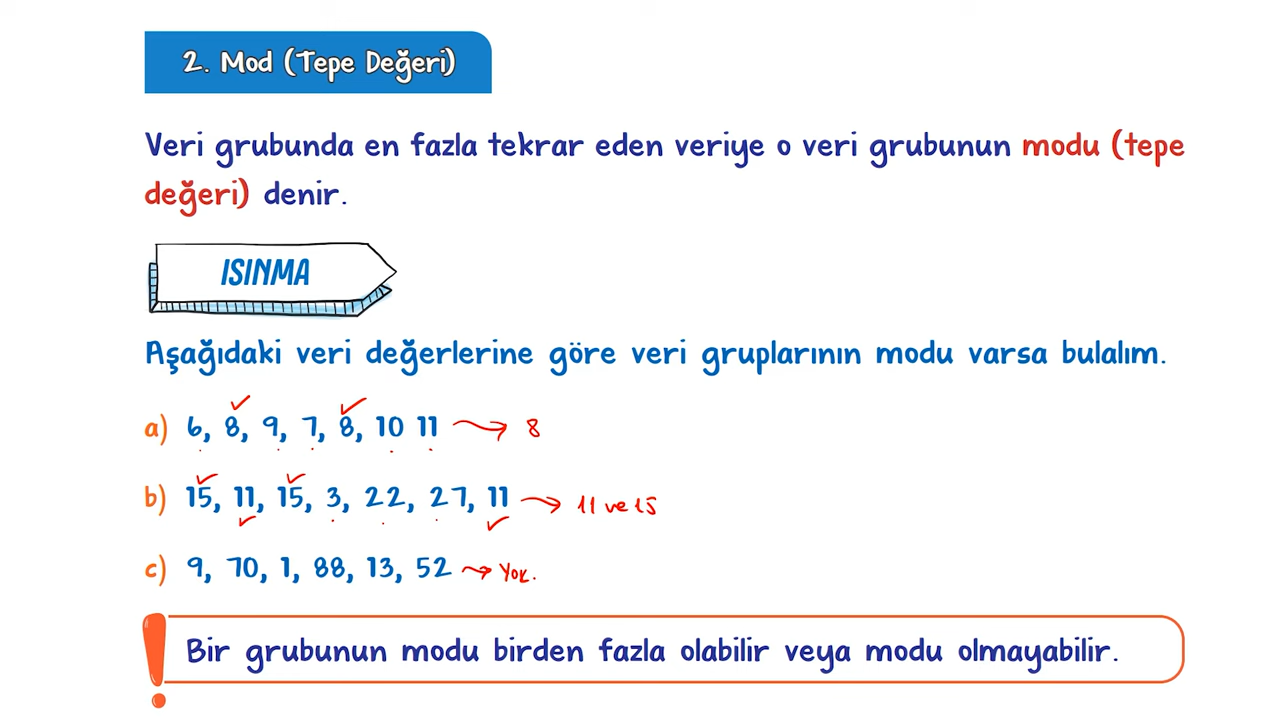 2. Mod (Tepe Değeri)
Veri grubunda en fazla tekrar eden veriye o veri grubunun modu (tepe
değeri) denir.
ISINMA
Aşağıdaki veri değerlerine göre veri gruplarının modu varsa bulalım.
a) 6, 8, 9, 7, 8, 10 11 → 8
b) 15, 11, 15, 3, 22, 27, 11 → 11 ve 15
c) 9, 70, 1, 88, 13, 52 → Yok.
! Bir grubunun modu birden fazla olabilir veya modu olmayabilir.